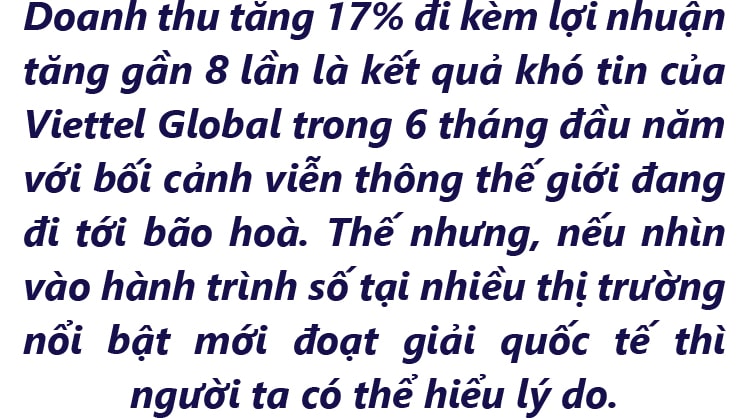 Doanh thu tăng 17% đi kèm lợi nhuận
tăng gần 8 lần là kết quả khó tin của
Viettel Global trong 6 tháng đầu năm
với bối cảnh viễn thông thế giới đang
đi tới bão hoà. Thế nhưng, nếu nhìn
vào hành trình số tại nhiều thị trường
nổi bật mới đoạt giải quốc tế thì
người ta có thể hiểu lý do.